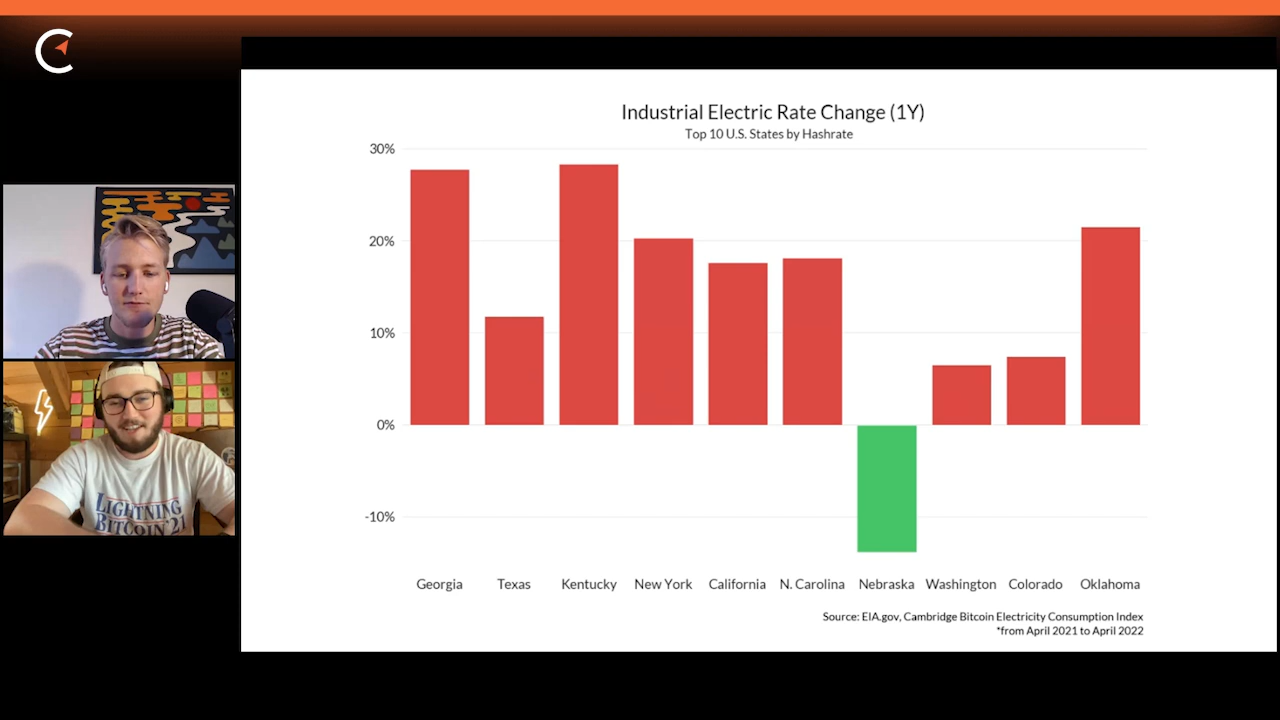 Industrial Electric Rate Change (1Y)
Top 10 U.S. States by Hashrate
30%
20%
10%
0%
-10%
Georgia Texas Kentucky New York California N. Carolina Nebraska Washington Colorado Oklahoma
Source: EIA.gov, Cambridge Bitcoin Electricity Consumption Index
*from April 2021 to April 2022
LIGHTNING
BITCOIN '21